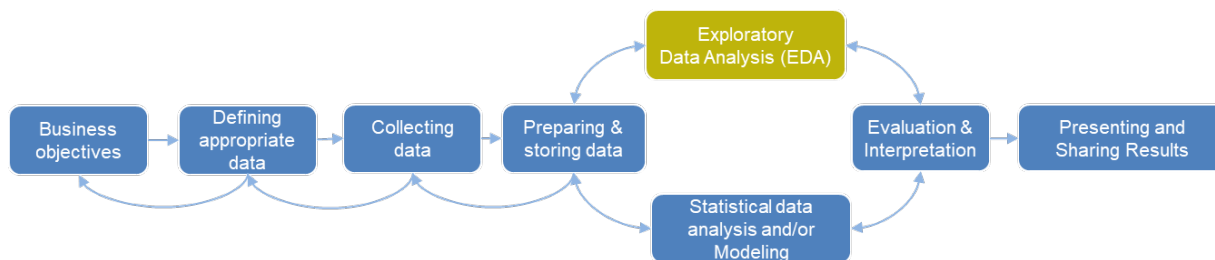 Exploratory
Data Analysis (EDA)
Business
objectives
Defining
appropriate
data
Collecting
data
Preparing &
storing data
Evaluation &
Interpretation
Presenting and
Sharing Results
Statistical data
analysis and/or
Modeling